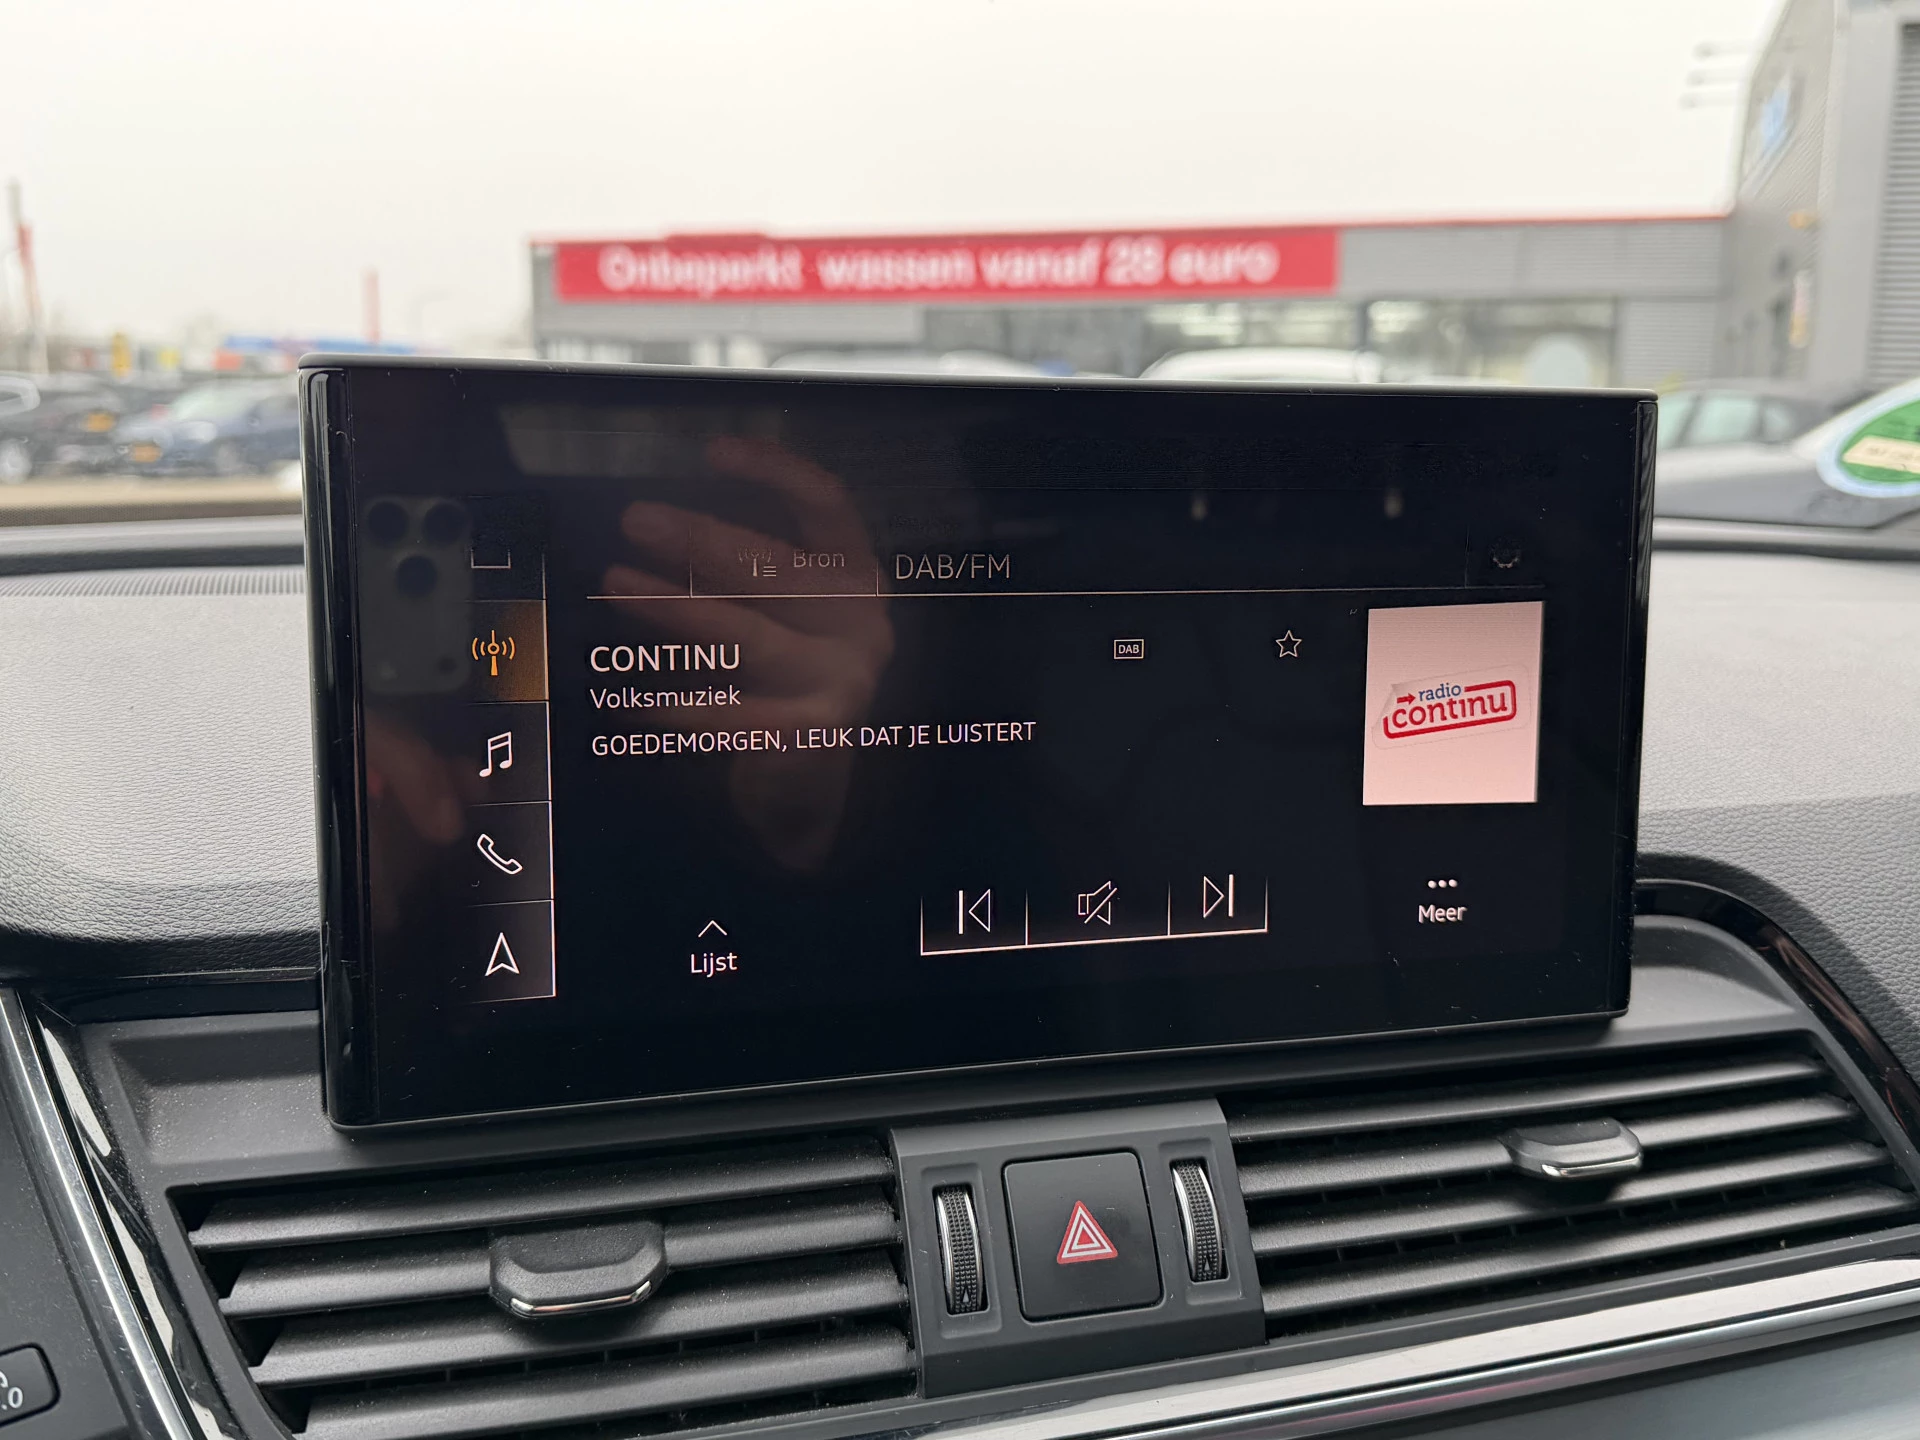 Onbeperkt wassen vanaf 28 euro
Bron
DAB/FM
CONTINU
DAB
Volksmuziek
GOEDEMORGEN, LEUK DAT JE LUISTERT
radio
continu
Lijst
Meer